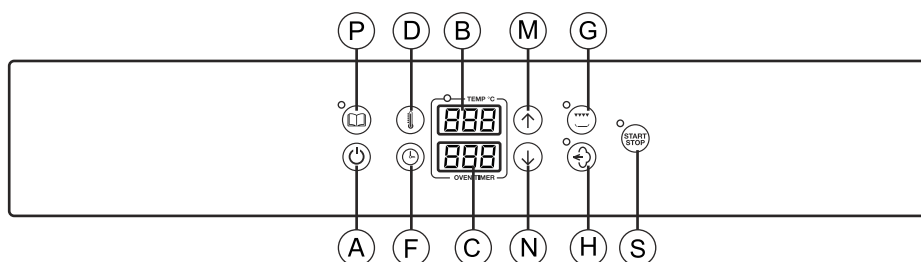 P D B M G
TEMP °C
888
START
STOP
888
OVEN TIMER
A F C N H S